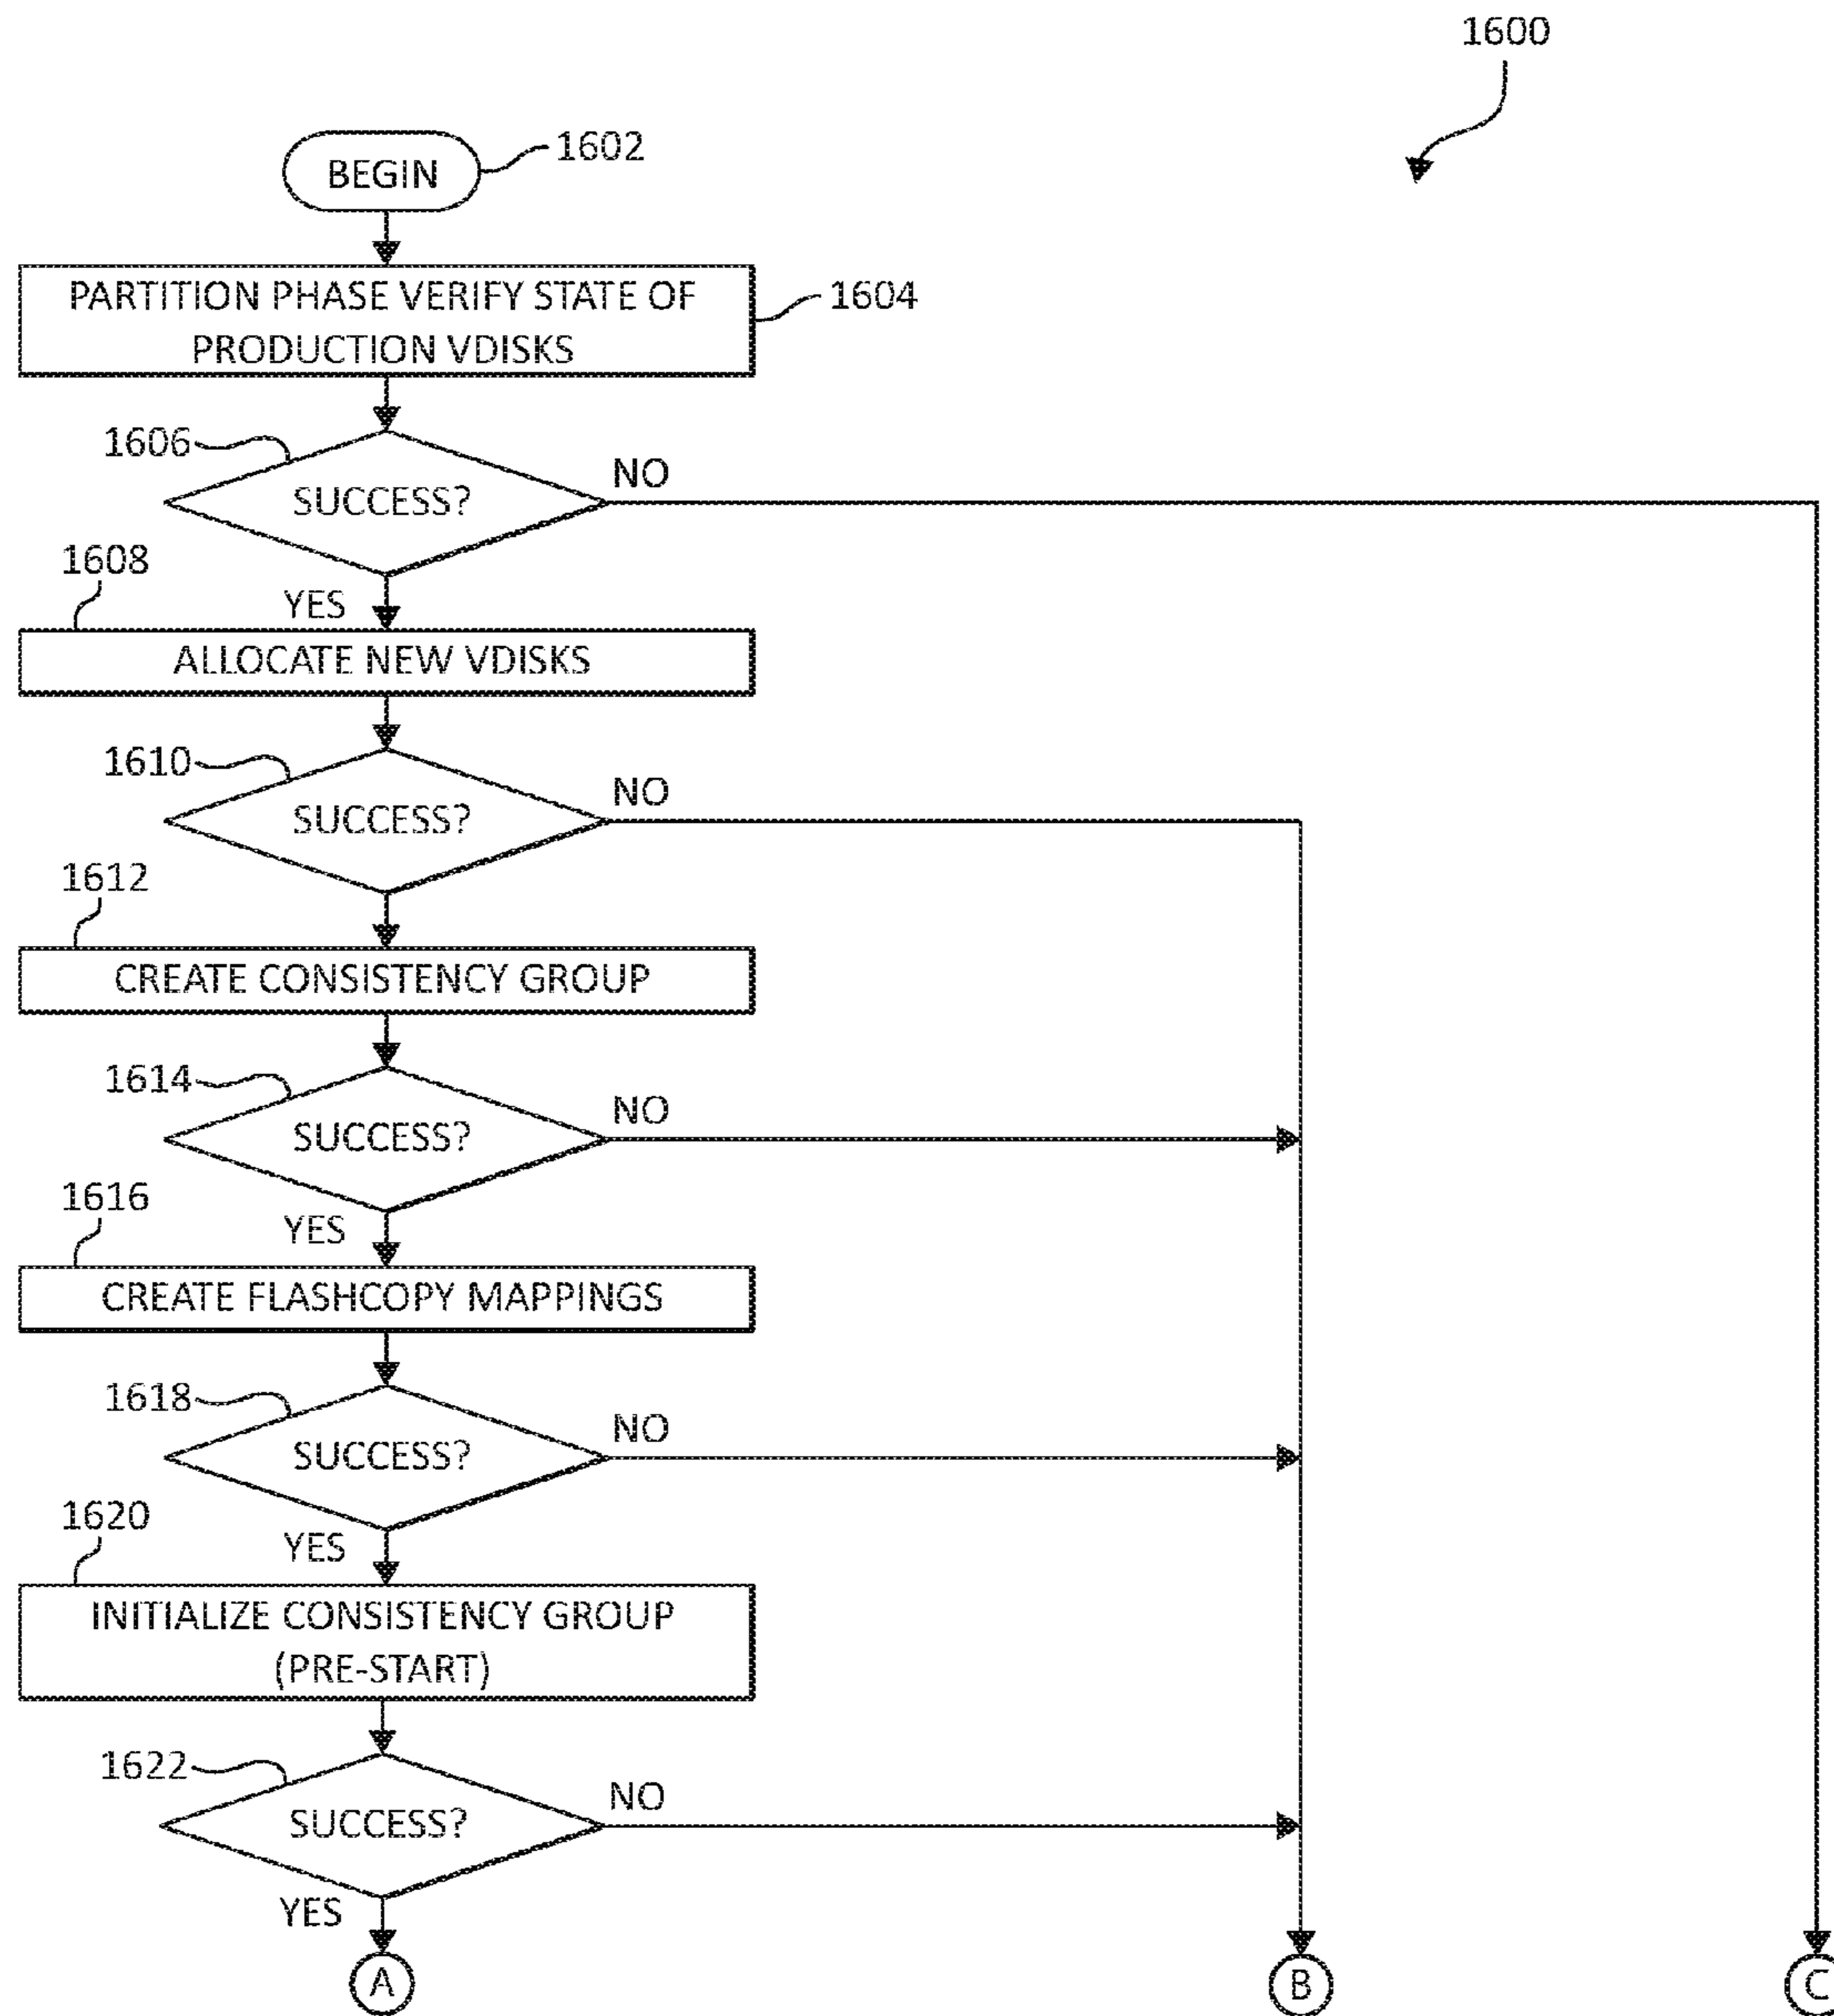 1600
BEGIN
1602
PARTITION PHASE VERIFY STATE OF
PRODUCTION VDISKS
1604
1606
SUCCESS?
NO
1608
YES
ALLOCATE NEW VDISKS
1610
SUCCESS?
NO
1612
CREATE CONSISTENCY GROUP
1614
SUCCESS?
NO
1616
YES
CREATE FLASHCOPY MAPPINGS
1618
SUCCESS?
NO
1620
YES
INITIALIZE CONSISTENCY GROUP
(PRE-START)
1622
SUCCESS?
NO
YES
A
B
C